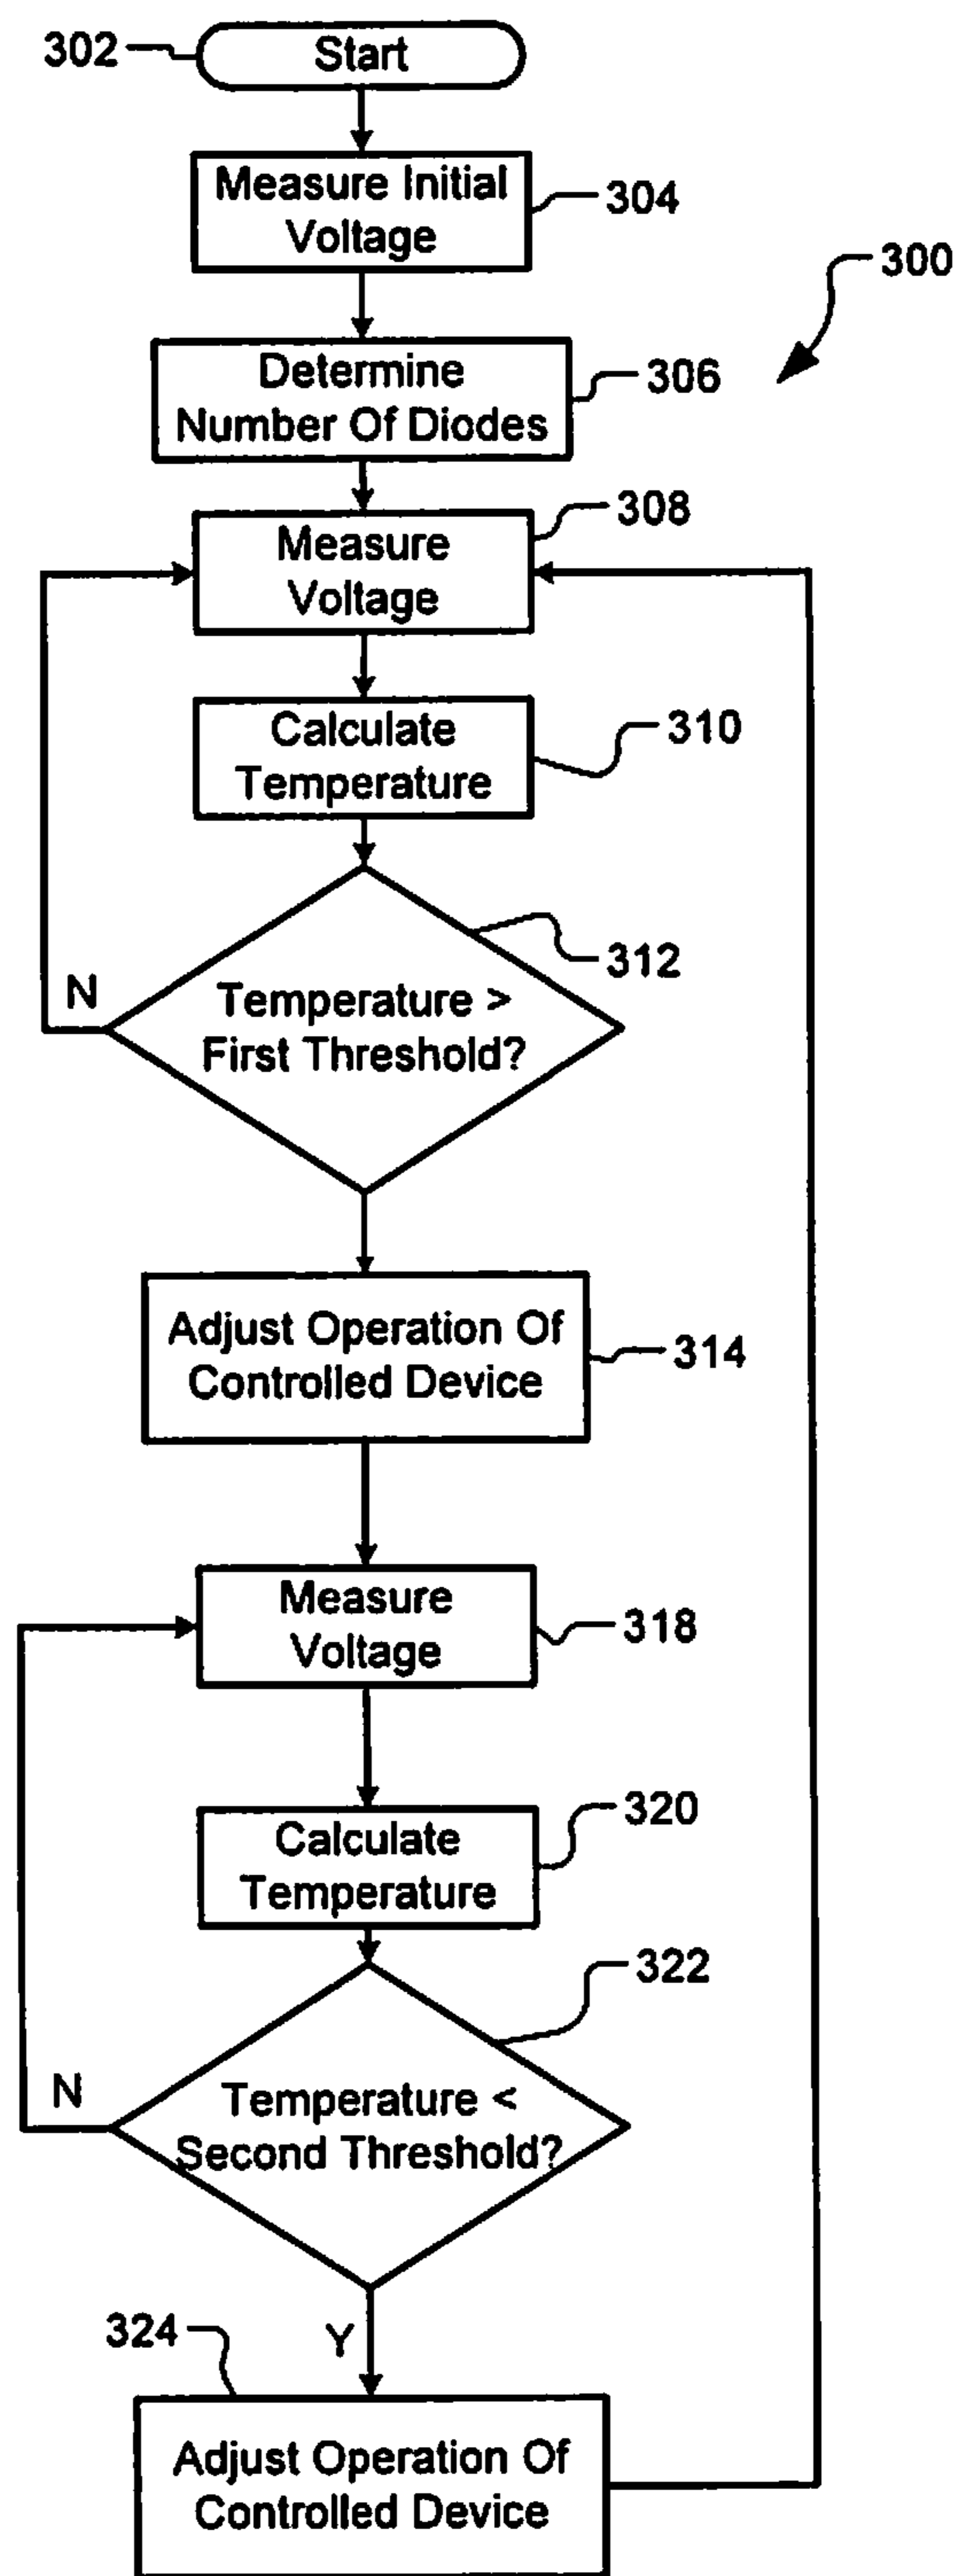 302
Start
Measure Initial
Voltage
304
300
Determine
Number Of Diodes
306
308
Measure
Voltage
Calculate
Temperature
310
312
N
Temperature >
First Threshold?
Adjust Operation Of
Controlled Device
314
Measure
Voltage
318
Calculate
Temperature
320
322
N
Temperature <
Second Threshold?
Y
324
Adjust Operation Of
Controlled Device